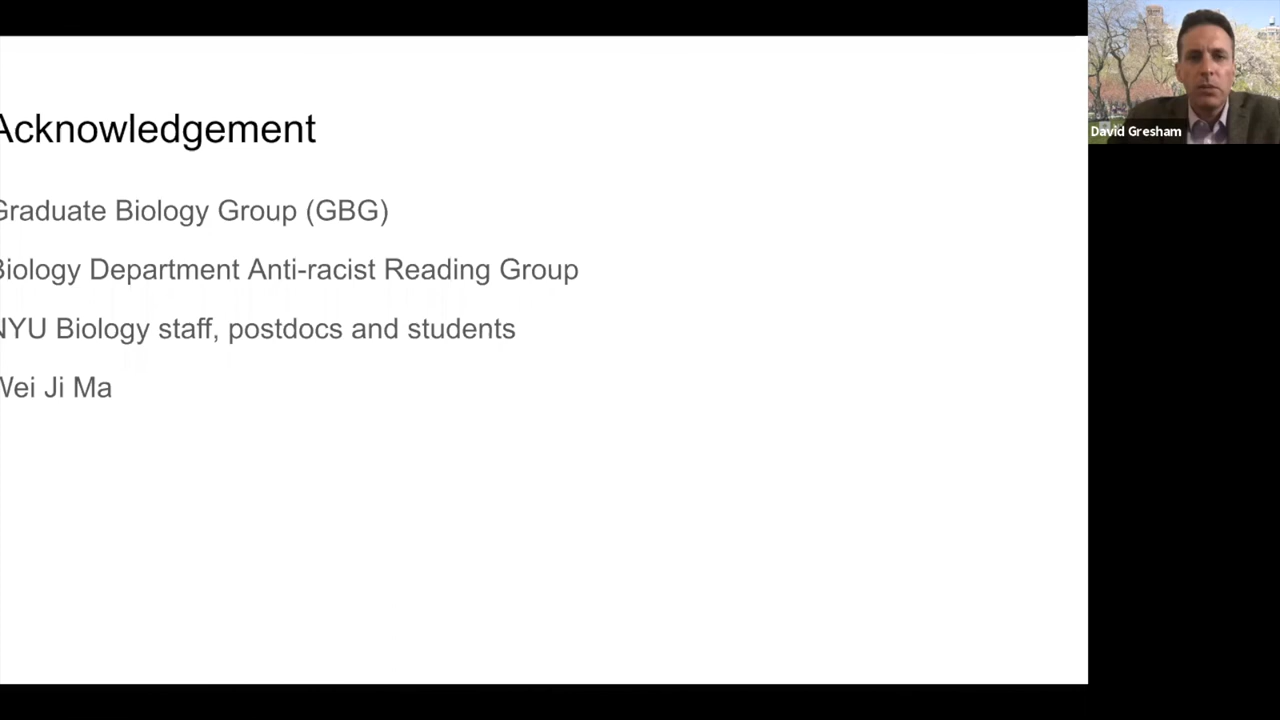 Acknowledgement
Graduate Biology Group (GBG)
Biology Department Anti-racist Reading Group
NYU Biology staff, postdocs and students
Wei Ji Ma
David Gresham